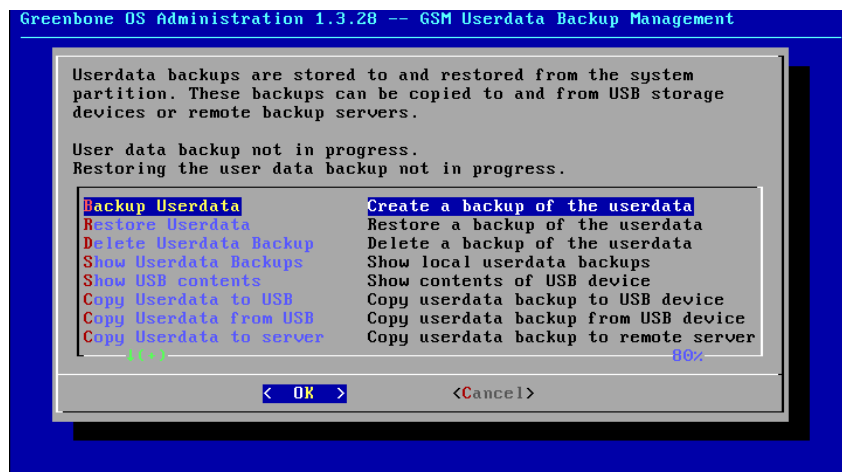 Greenbone OS Administration 1.3.28 -- GSM Userdata Backup Management
Userdata backups are stored to and restored from the system
partition. These backups can be copied to and from USB storage
devices or remote backup servers.
User data backup not in progress.
Restoring the user data backup not in progress.
Backup Userdata Create a backup of the userdata
Restore Userdata Restore a backup of the userdata
Delete Userdata Backup Delete a backup of the userdata
Show Userdata Backups Show local userdata backups
Show USB contents Show contents of USB device
Copy Userdata to USB Copy userdata backup to USB device
Copy Userdata from USB Copy userdata backup from USB device
Copy Userdata to server Copy userdata backup to remote server
↓(+) 80%
< OK > <Cancel>